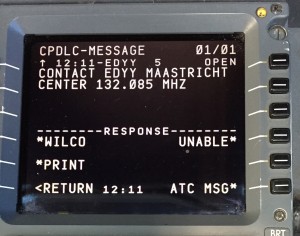 CPDLC-MESSAGE 01/01
↑ 12:11-EDYY 5 OPEN
CONTACT EDYY MAASTRICHT
CENTER 132.085 MHZ
--------RESPONSE--------
*WILCO UNABLE*
*PRINT
<RETURN 12:11 ATC MSG*
BRT